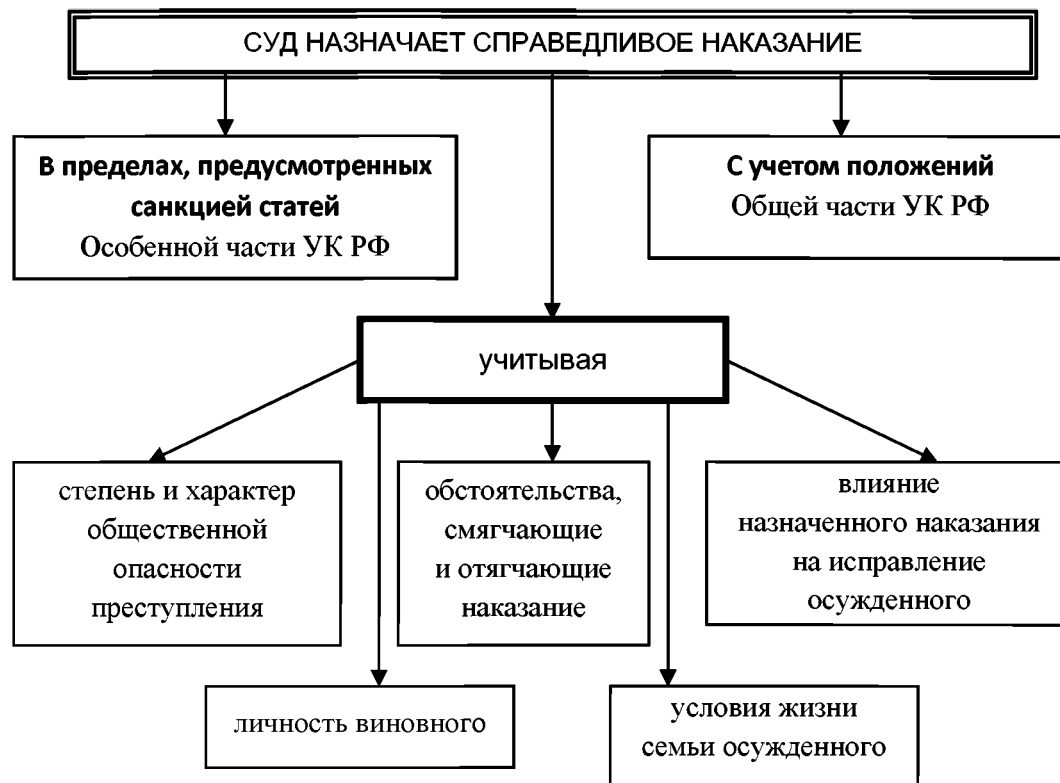 СУД НАЗНАЧАЕТ СПРАВЕДЛИВОЕ НАКАЗАНИЕ
В пределах, предусмотренных
санкцией статей
Особенной части УК РФ
С учетом положений
Общей части УК РФ
учитывая
степень и характер
общественной
опасности
преступления
обстоятельства,
смягчающие
и отягчающие
наказание
влияние
назначенного наказания
на исправление
осужденного
личность виновного
условия жизни
семьи осужденного